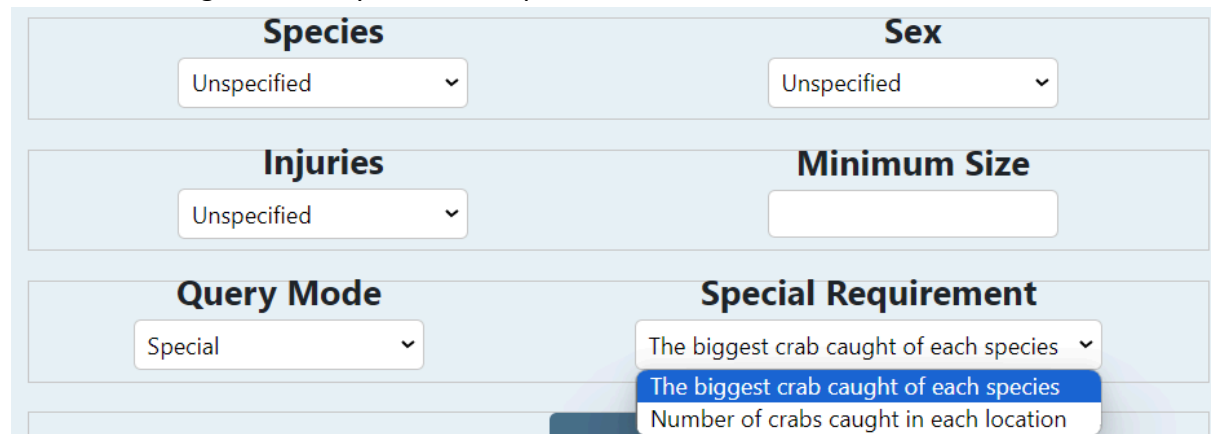 Species Sex
Unspecified Unspecified
Injuries Minimum Size
Unspecified
Query Mode Special Requirement
Special The biggest crab caught of each species
The biggest crab caught of each species
Number of crabs caught in each location